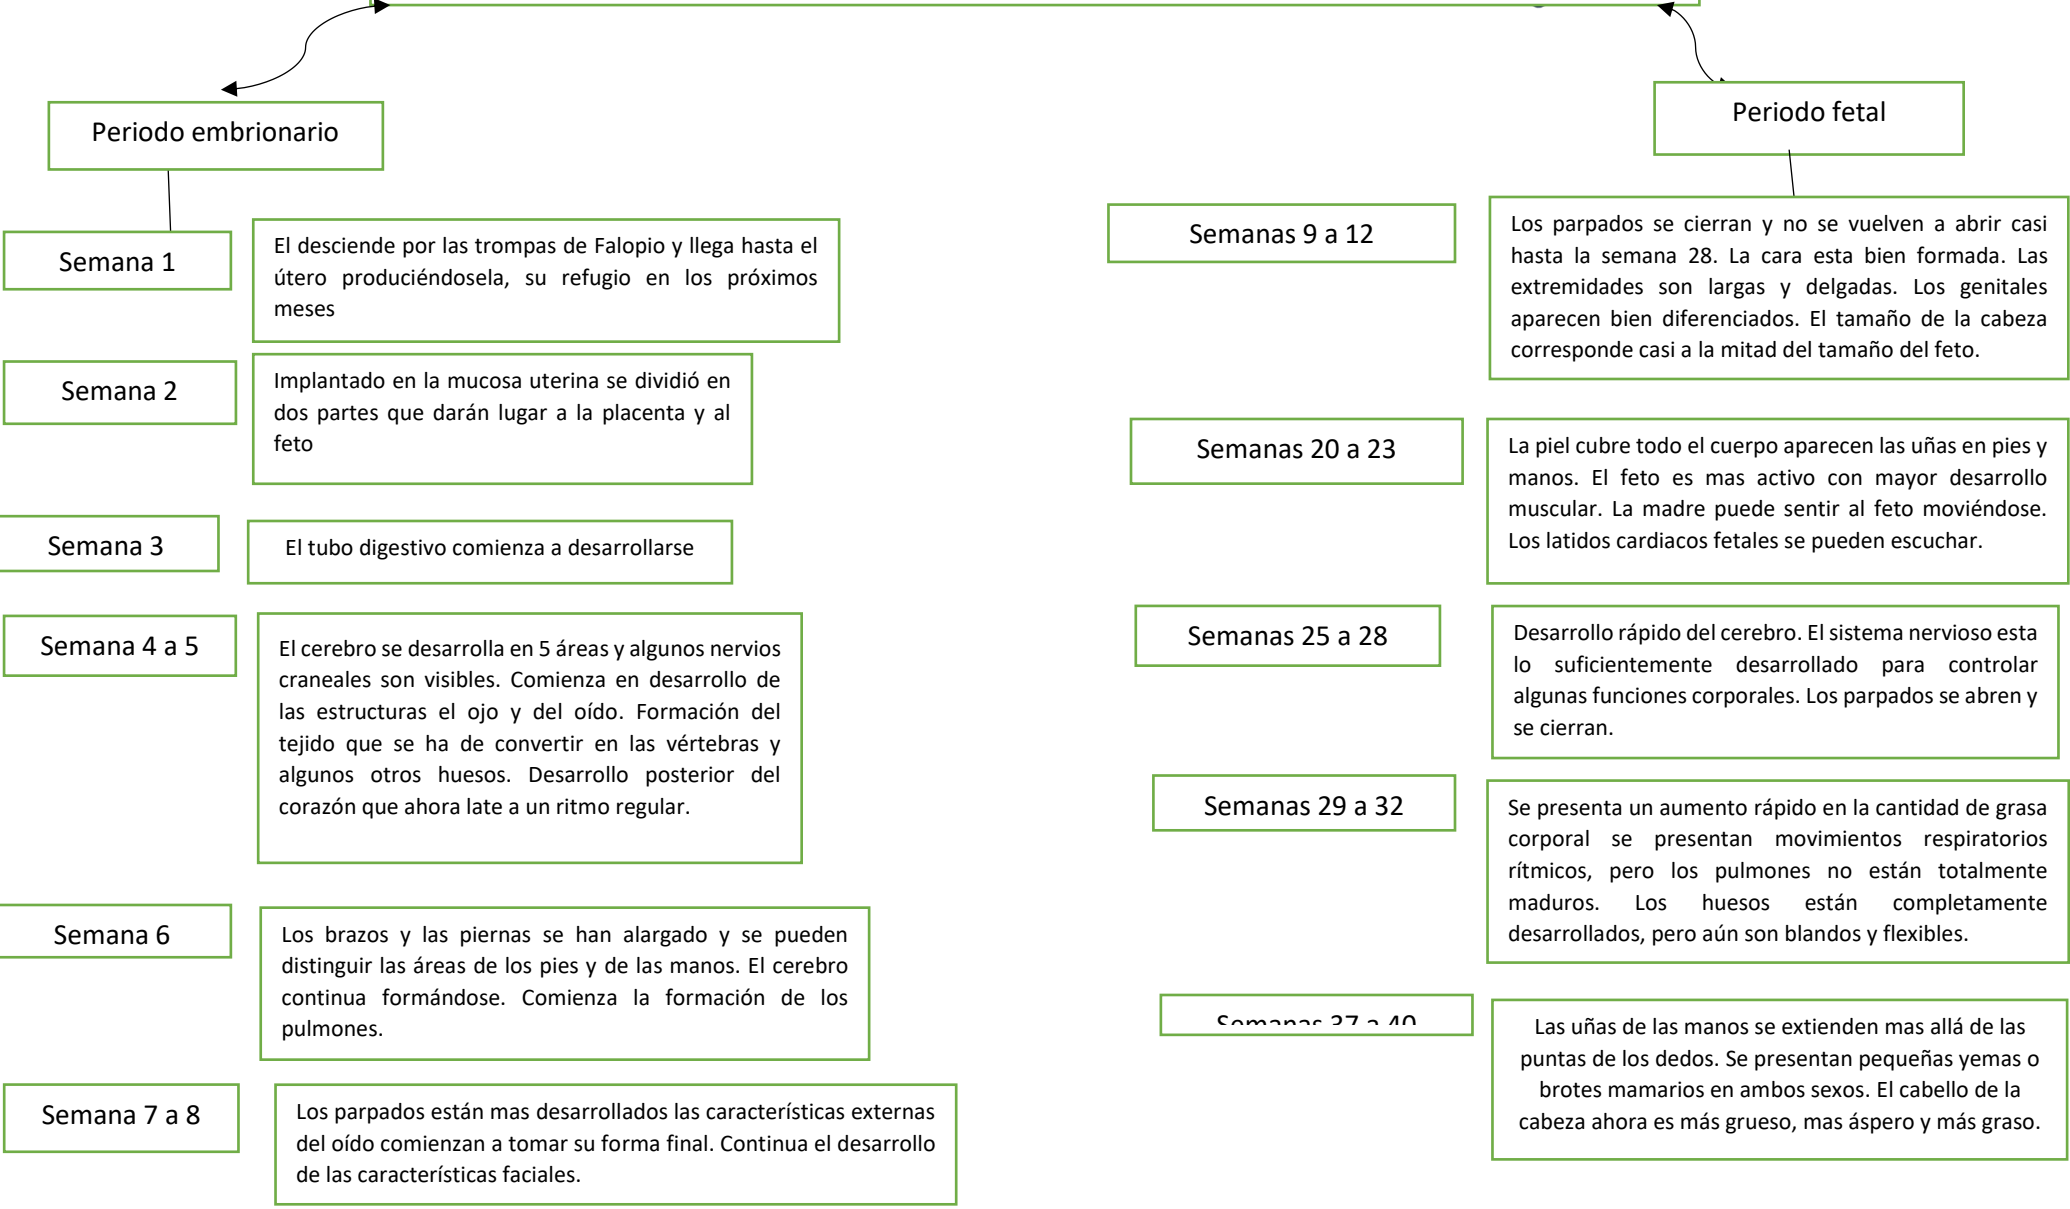 Periodo embrionario
Semana 1
El desciende por las trompas de Falopio y llega hasta el
útero produciéndosela, su refugio en los próximos
meses
Semana 2
Implantado en la mucosa uterina se dividió en
dos partes que darán lugar a la placenta y al
feto
Semana 3
El tubo digestivo comienza a desarrollarse
Semana 4 a 5
El cerebro se desarrolla en 5 áreas y algunos nervios
craneales son visibles. Comienza en desarrollo de
las estructuras el ojo y del oído. Formación del
tejido que se ha de convertir en las vértebras y
algunos otros huesos. Desarrollo posterior del
corazón que ahora late a un ritmo regular.
Semana 6
Los brazos y las piernas se han alargado y se pueden
distinguir las áreas de los pies y de las manos. El cerebro
continua formándose. Comienza la formación de los
pulmones.
Semana 7 a 8
Los parpados están mas desarrollados las características externas
del oído comienzan a tomar su forma final. Continua el desarrollo
de las características faciales.
Periodo fetal
Semanas 9 a 12
Los parpados se cierran y no se vuelven a abrir casi
hasta la semana 28. La cara esta bien formada. Las
extremidades son largas y delgadas. Los genitales
aparecen bien diferenciados. El tamaño de la cabeza
corresponde casi a la mitad del tamaño del feto.
Semanas 20 a 23
La piel cubre todo el cuerpo aparecen las uñas en pies y
manos. El feto es mas activo con mayor desarrollo
muscular. La madre puede sentir al feto moviéndose.
Los latidos cardiacos fetales se pueden escuchar.
Semanas 25 a 28
Desarrollo rápido del cerebro. El sistema nervioso esta
lo suficientemente desarrollado para controlar
algunas funciones corporales. Los parpados se abren y
se cierran.
Semanas 29 a 32
Se presenta un aumento rápido en la cantidad de grasa
corporal se presentan movimientos respiratorios
rítmicos, pero los pulmones no están totalmente
maduros. Los huesos están completamente
desarrollados, pero aún son blandos y flexibles.
Semanas 37 a 40
Las uñas de las manos se extienden mas allá de las
puntas de los dedos. Se presentan pequeñas yemas o
brotes mamarios en ambos sexos. El cabello de la
cabeza ahora es más grueso, mas áspero y más graso.